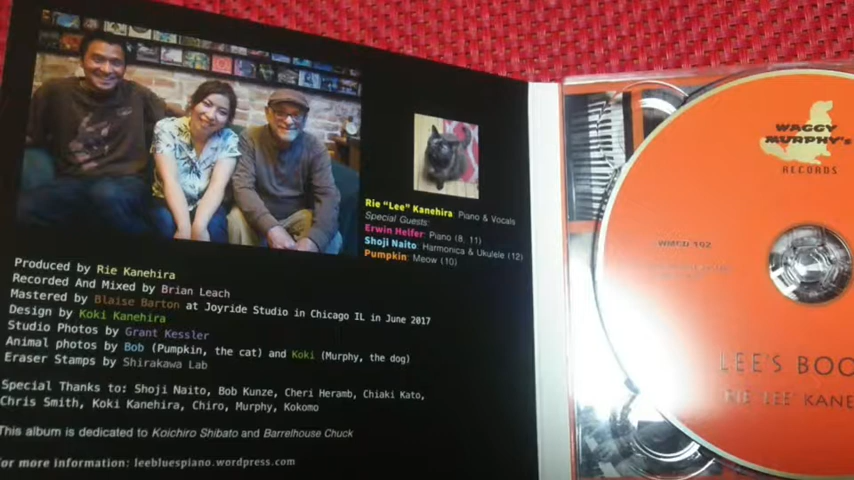 Rie "Lee" Kanehira: Piano & Vocals
Special Guests:
Erwin Helfer: Piano (8, 11)
Shoji Naito: Harmonica & Ukulele (12)
Pumpkin: Meow (10)
Produced by Rie Kanehira
Recorded And Mixed by Brian Leach
Mastered by Blaise Barton at Joyride Studio in Chicago IL in June 2017
Design by Koki Kanehira
Studio Photos by Grant Kessler
Animal photos by Bob (Pumpkin, the cat) and Koki (Murphy, the dog)
Eraser Stamps by Shirakawa Lab
Special Thanks to: Shoji Naito, Bob Kunze, Cheri Heramb, Chiaki Kato,
Chris Smith, Koki Kanehira, Chiro, Murphy, Kokomo
This album is dedicated to Koichiro Shibato and Barrelhouse Chuck
For more information: leebluespiano.wordpress.com
WAGGY
MURPHY's
RECORDS
WMCD 102
LEE'S BOO
RIE "LEE" KANE